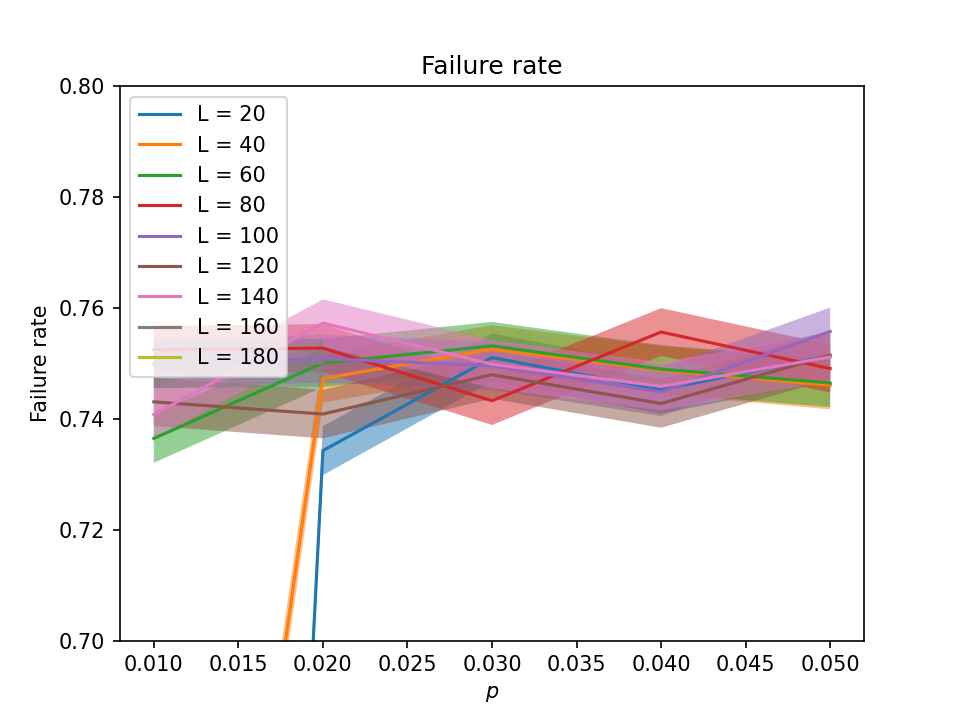 Failure rate
0.80
0.78
0.76
0.74
0.72
0.70
Failure rate
L = 20
L = 40
L = 60
L = 80
L = 100
L = 120
L = 140
L = 160
L = 180
0.010 0.015 0.020 0.025 0.030 0.035 0.040 0.045 0.050
p